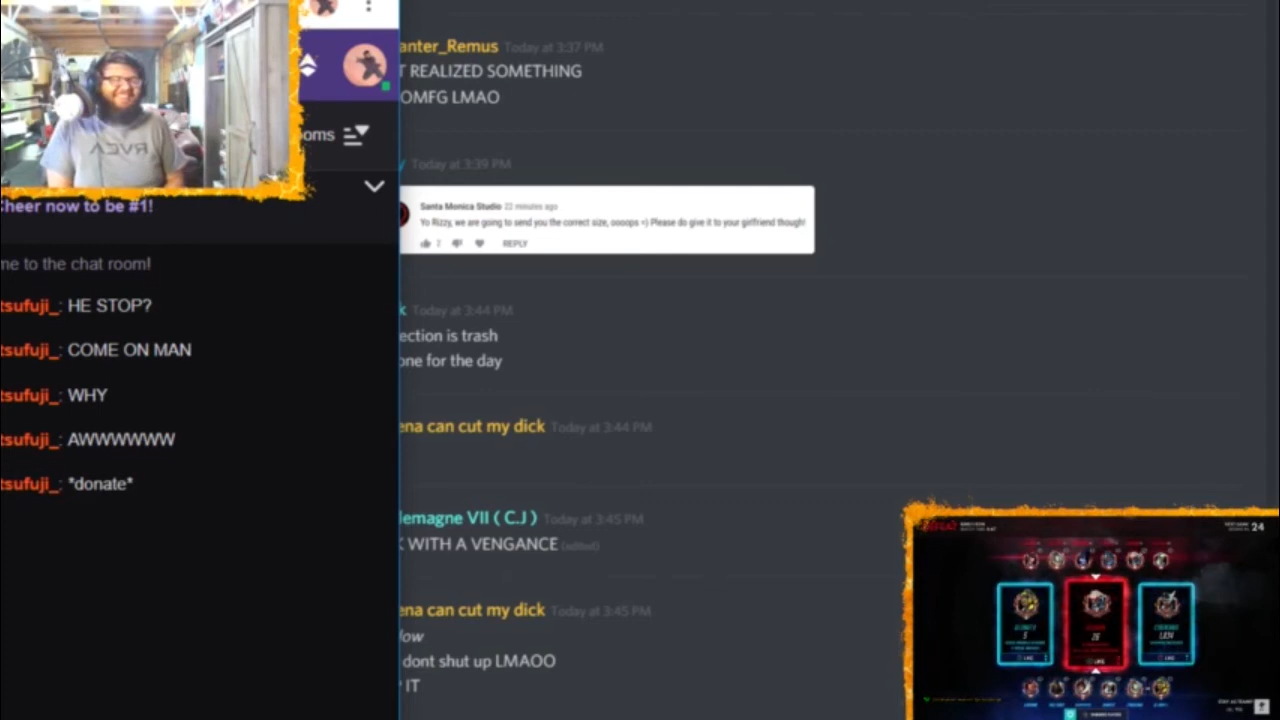 anter_Remus Today at 3:37 PM
T REALIZED SOMETHING
OMFG LMAO
oms
y Today at 3:39 PM
Cheer now to be #1!
Santa Monica Studio 22 minutes ago
Yo Rizzy, we are going to send you the correct size, oooops =) Please do give it to your girlfriend though!
REPLY
me to the chat room!
tsufuji_: HE STOP?
k Today at 3:44 PM
ection is trash
tsufuji_: COME ON MAN
one for the day
tsufuji_: WHY
ena can cut my dick Today at 3:44 PM
tsufuji_: AWWWWWW
tsufuji_: *donate*
lemagne VII ( C.J ) Today at 3:45 PM
K WITH A VENGANCE (edited)
ena can cut my dick Today at 3:45 PM
low
dont shut up LMAOO
IT
24
26